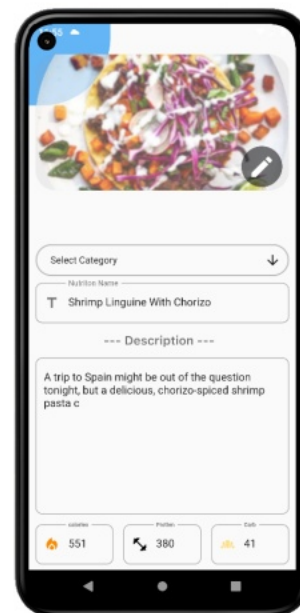 Select Category
Nutrition Name
Shrimp Linguine With Chorizo
--- Description ---
A trip to Spain might be out of the question
tonight, but a delicious, chorizo-spiced shrimp
pasta c
calories
551
380
Carb
41